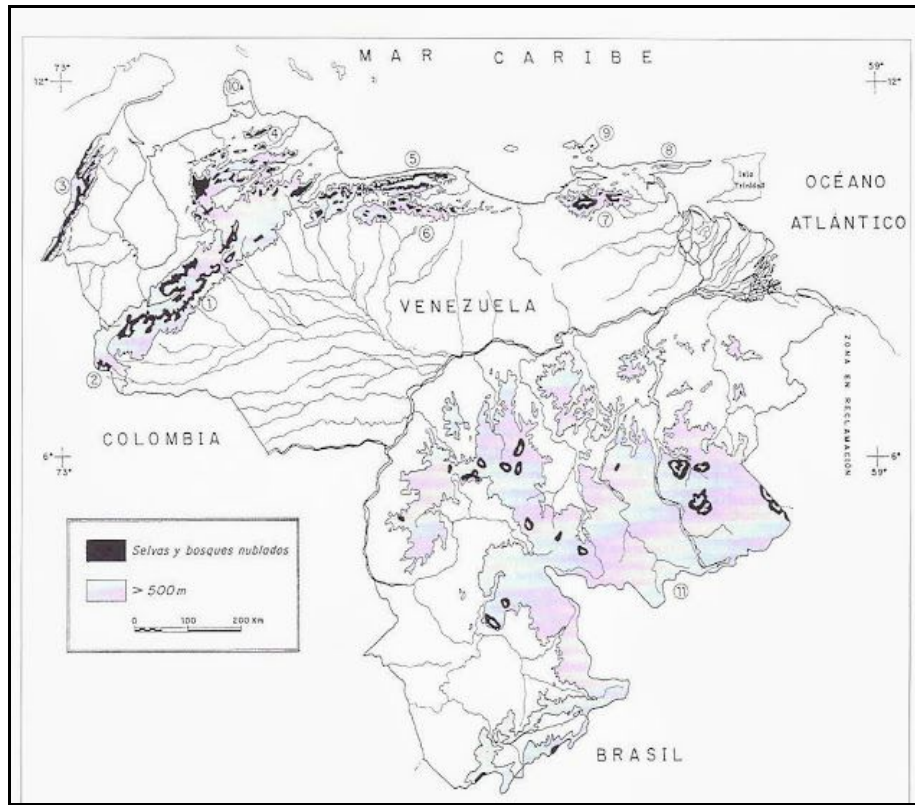 MAR CARIBE
73°
12°
59°
12
10
4
3
5
9
8
Isla
Trinidad
OCÉANO
ATLÁNTICO
6
7
VENEZUELA
1
2
COLOMBIA
ZONA EN RECLAMACIÓN
6°
73°
6°
59°
Selvas y bosques nublados
> 500 m
0 100 200 Km
11
BRASIL